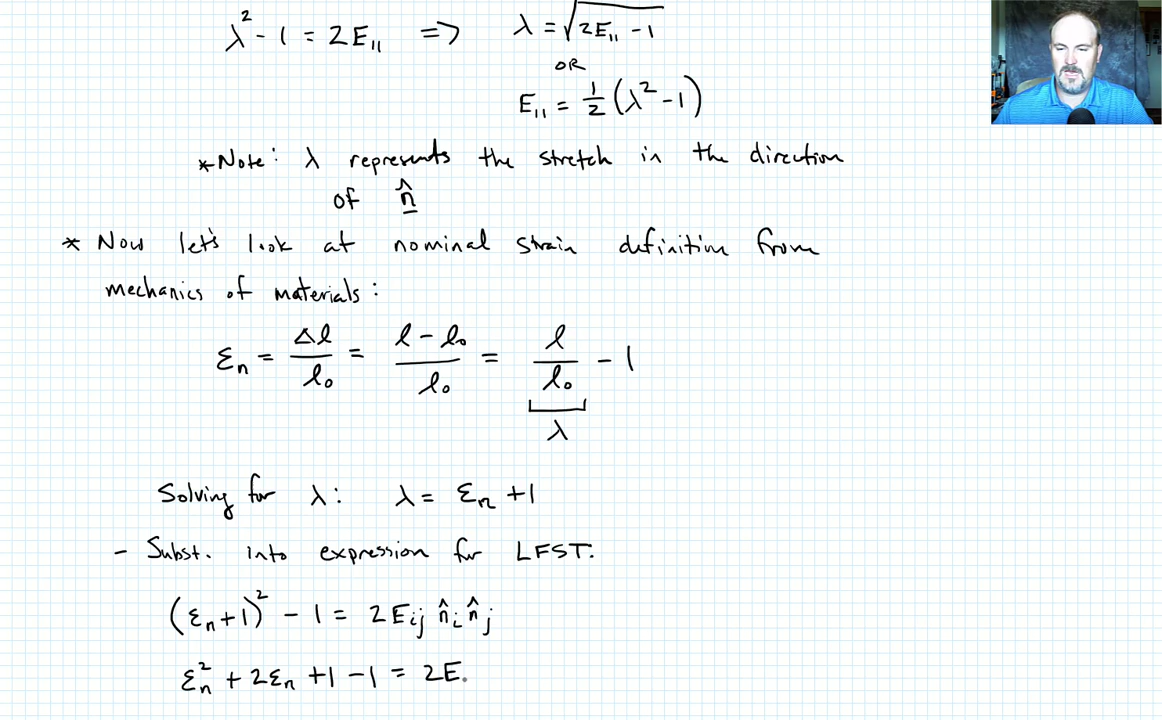 λ² - 1 = 2E₁₁ => λ = √(2E₁₁ - 1)
OR
E₁₁ = 1/2 (λ² - 1)
*Note: λ represents the stretch in the direction
of n̂
* Now let's look at nominal strain definition from
mechanics of materials:
εₙ = Δl/l₀ = (l - l₀)/l₀ = l/l₀ - 1
λ
Solving for λ: λ = εₙ + 1
- Subst. into expression for LFST.
(εₙ + 1)² - 1 = 2Eᵢⱼ n̂ᵢ n̂ⱼ
εₙ² + 2εₙ + 1 - 1 = 2E